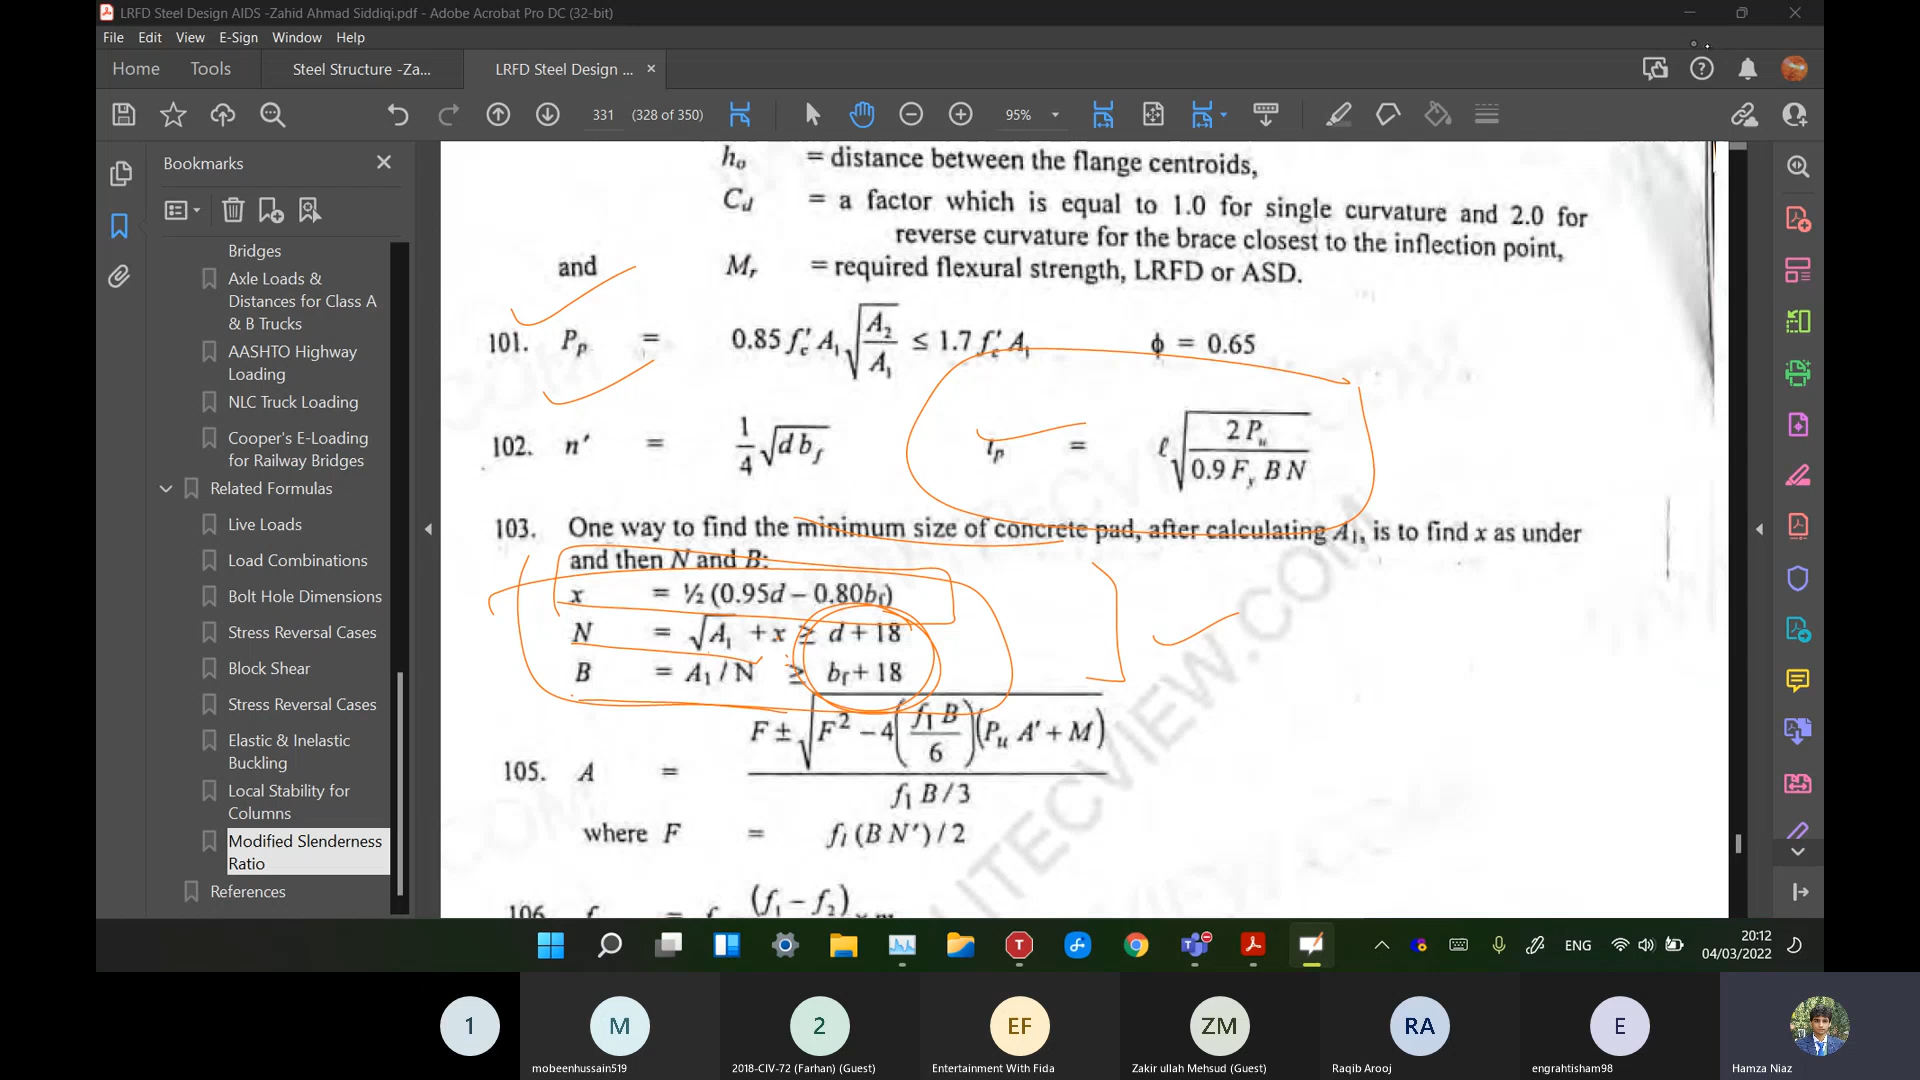 LRFD Steel Design AIDS -Zahid Ahmad Siddiqi.pdf - Adobe Acrobat Pro DC (32-bit)
File Edit View E-Sign Window Help
Home Tools Steel Structure -Za... LRFD Steel Design ... ×
331 (328 of 350) 95%
Bookmarks
Bridges
Axle Loads &
Distances for Class A
& B Trucks
AASHTO Highway
Loading
NLC Truck Loading
Cooper's E-Loading
for Railway Bridges
Related Formulas
Live Loads
Load Combinations
Bolt Hole Dimensions
Stress Reversal Cases
Block Shear
Stress Reversal Cases
Elastic & Inelastic
Buckling
Local Stability for
Columns
Modified Slenderness
Ratio
References
hₒ = distance between the flange centroids,
C_d = a factor which is equal to 1.0 for single curvature and 2.0 for
reverse curvature for the brace closest to the inflection point,
and M_r = required flexural strength, LRFD or ASD.
101. P_p = 0.85 f_c′ A₁ √(A₂/A₁) ≤ 1.7 f_c′ A₁ ϕ = 0.65
102. n′ = 1/4 √(d b_f) t_p = ℓ √(2 P_u / 0.9 F_y B N)
103. One way to find the minimum size of concrete pad, after calculating A₁, is to find x as under
and then N and B:
x = ½ (0.95d – 0.80b_f)
N = √A₁ + x ≥ d + 18
B = A₁ / N ≥ b_f + 18
105. A = (F ± √(F² – 4 (f₁ B / 6) (P_u A′ + M))) / (f₁ B / 3)
where F = f₁ (B N′) / 2
106. (f₁ – f₂)
LITECVIEW.COM
ENG
20:12
04/03/2022
1
M
mobeenhussain519
2
2018-CIV-72 (Farhan) (Guest)
EF
Entertainment With Fida
ZM
Zakir ullah Mehsud (Guest)
RA
Raqib Arooj
E
engrahtisham98
Hamza Niaz